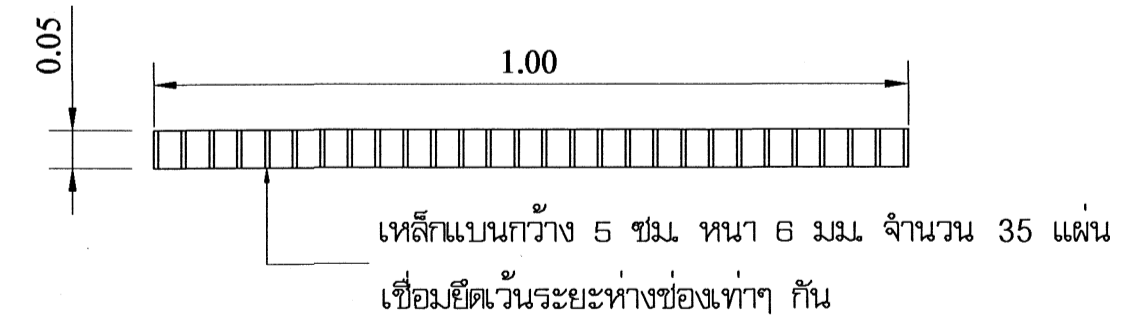 0.05
1.00
เหล็กแบนกว้าง 5 ซม. หนา 6 มม. จำนวน 35 แผ่น
เชื่อมยึดเว้นระยะห่างช่องเท่าๆ กัน